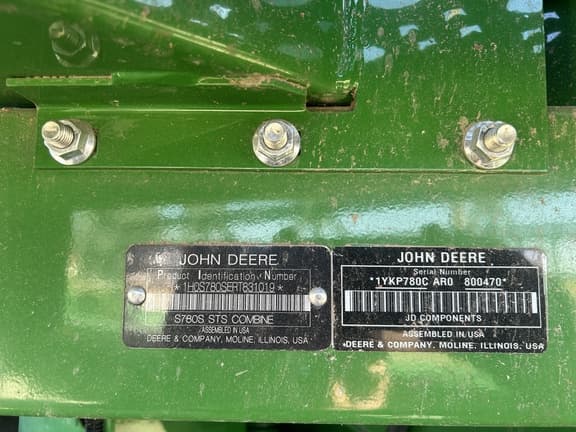 JOHN DEERE
Product Identification Number
*1H0S780SERT831019*
S780S STS COMBINE
ASSEMBLED IN USA
DEERE & COMPANY, MOLINE, ILLINOIS, USA
JOHN DEERE
Serial Number
*1YKP780C AR0 800470*
JD COMPONENTS
ASSEMBLED IN USA
DEERE & COMPANY, MOLINE, ILLINOIS, USA